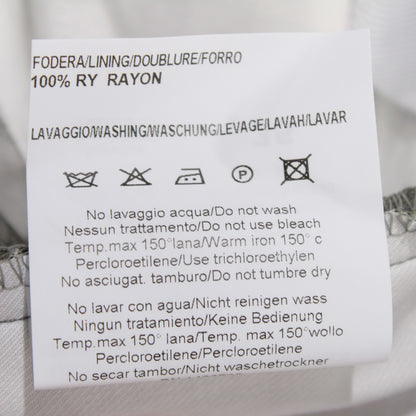 FODERA/LINING/DOUBLURE/FORRO
100% RY RAYON
LAVAGGIO/WASHING/WASCHUNG/LEVAGE/LAVAH/LAVAR
P
No lavaggio acqua/Do not wash
Nessun trattamento/Do not use bleach
Temp.max 150°lana/Warm iron 150° c
Percloroetilene/Use trichloroethylen
No asciugat. tamburo/Do not tumble dry
No lavar con agua/Nicht reinigen wass
Ningun tratamiento/Keine Bedienung
Temp.max 150° lana/Temp.max 150°wollo
Percloroetilene/Percloroetilene
No secar tambor/Nicht waschetrockner